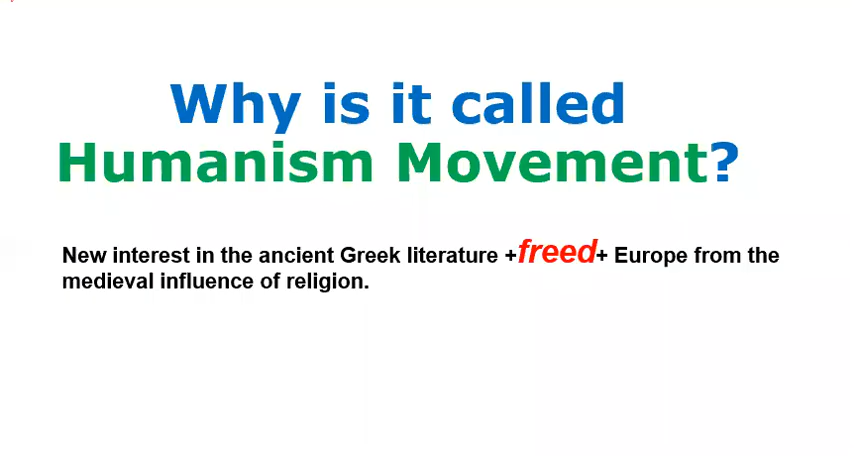 Why is it called
Humanism Movement?
New interest in the ancient Greek literature +freed+ Europe from the
medieval influence of religion.